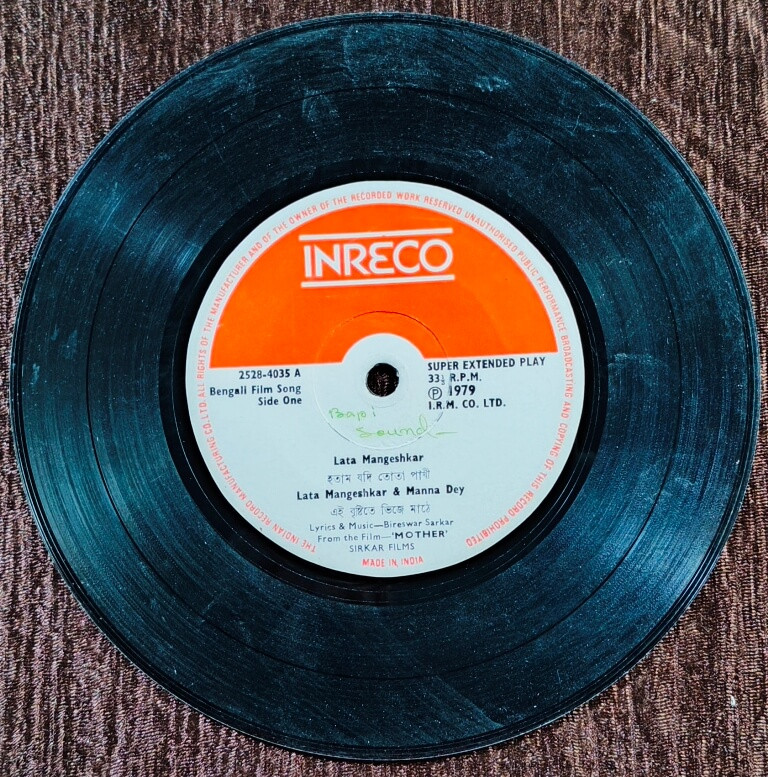 INRECO
THE INDIAN RECORD MANUFACTURING CO. LTD. ALL RIGHTS OF THE MANUFACTURER AND OF THE OWNER OF THE RECORDED WORK RESERVED UNAUTHORISED PUBLIC PERFORMANCE BROADCASTING AND COPYING OF THIS RECORD PROHIBITED
2528-4035 A
Bengali Film Song
Side One
SUPER EXTENDED PLAY
33⅓ R.P.M.
Ⓟ 1979
I.R.M. CO. LTD.
Bapi
Sound
Lata Mangeshkar
হতাম যদি তোতা পাখী
Lata Mangeshkar & Manna Dey
এই বৃষ্টিতে ভিজে মাঠে
Lyrics & Music—Bireswar Sarkar
From the Film—'MOTHER'
SIRKAR FILMS
MADE IN INDIA